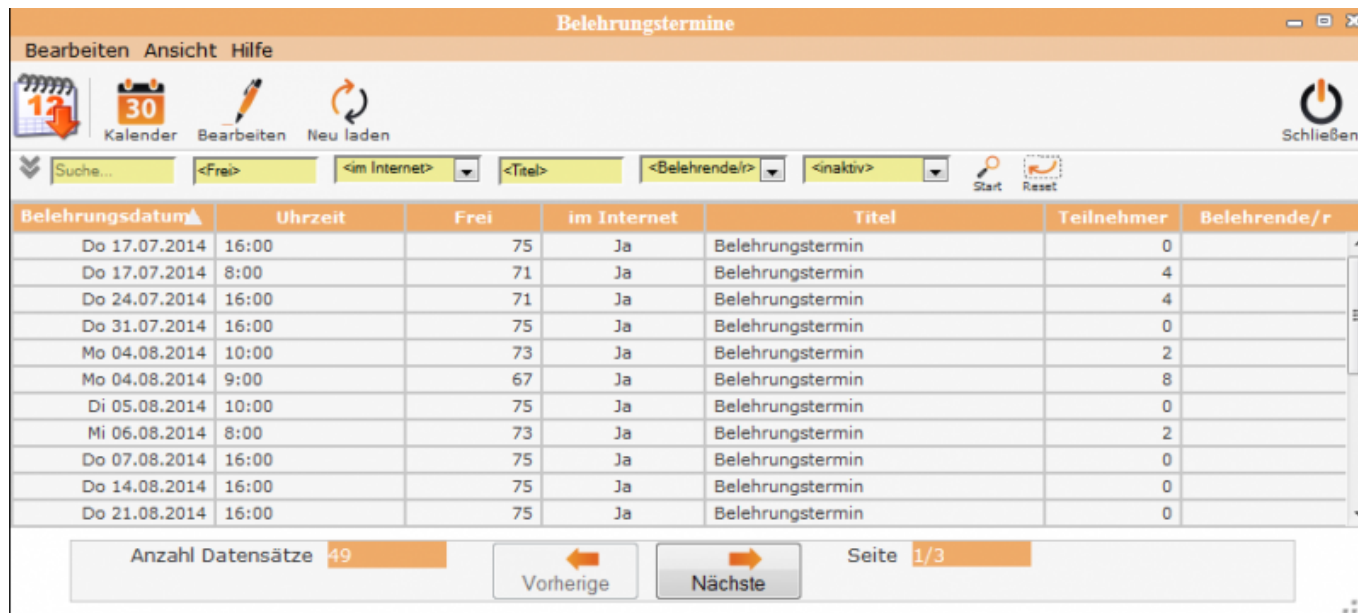 Belehrungstermine
Bearbeiten Ansicht Hilfe
12
30
Kalender Bearbeiten Neu laden Schließen
Suche... <Frei> <im Internet> <Titel> <Belehrende/r> <inaktiv> Start Reset
Belehrungsdatum Uhrzeit Frei im Internet Titel Teilnehmer Belehrende/r
Do 17.07.2014 16:00 75 Ja Belehrungstermin 0
Do 17.07.2014 8:00 71 Ja Belehrungstermin 4
Do 24.07.2014 16:00 71 Ja Belehrungstermin 4
Do 31.07.2014 16:00 75 Ja Belehrungstermin 0
Mo 04.08.2014 10:00 73 Ja Belehrungstermin 2
Mo 04.08.2014 9:00 67 Ja Belehrungstermin 8
Di 05.08.2014 10:00 75 Ja Belehrungstermin 0
Mi 06.08.2014 8:00 73 Ja Belehrungstermin 2
Do 07.08.2014 16:00 75 Ja Belehrungstermin 0
Do 14.08.2014 16:00 75 Ja Belehrungstermin 0
Do 21.08.2014 16:00 75 Ja Belehrungstermin 0
Anzahl Datensätze 49 Vorherige Nächste Seite 1/3